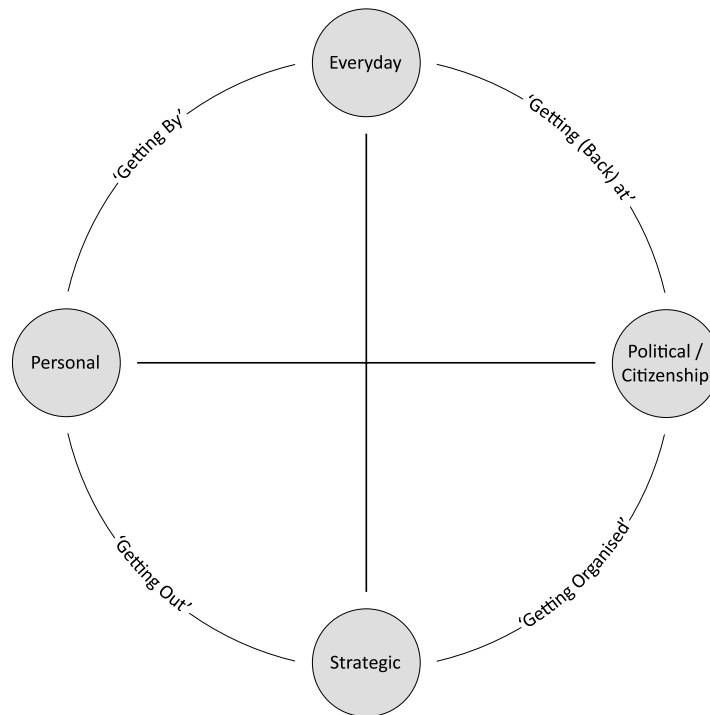 Everyday
‘Getting By’
‘Getting (Back) at’
Personal
Political /
Citizenship
‘Getting Out’
‘Getting Organised’
Strategic